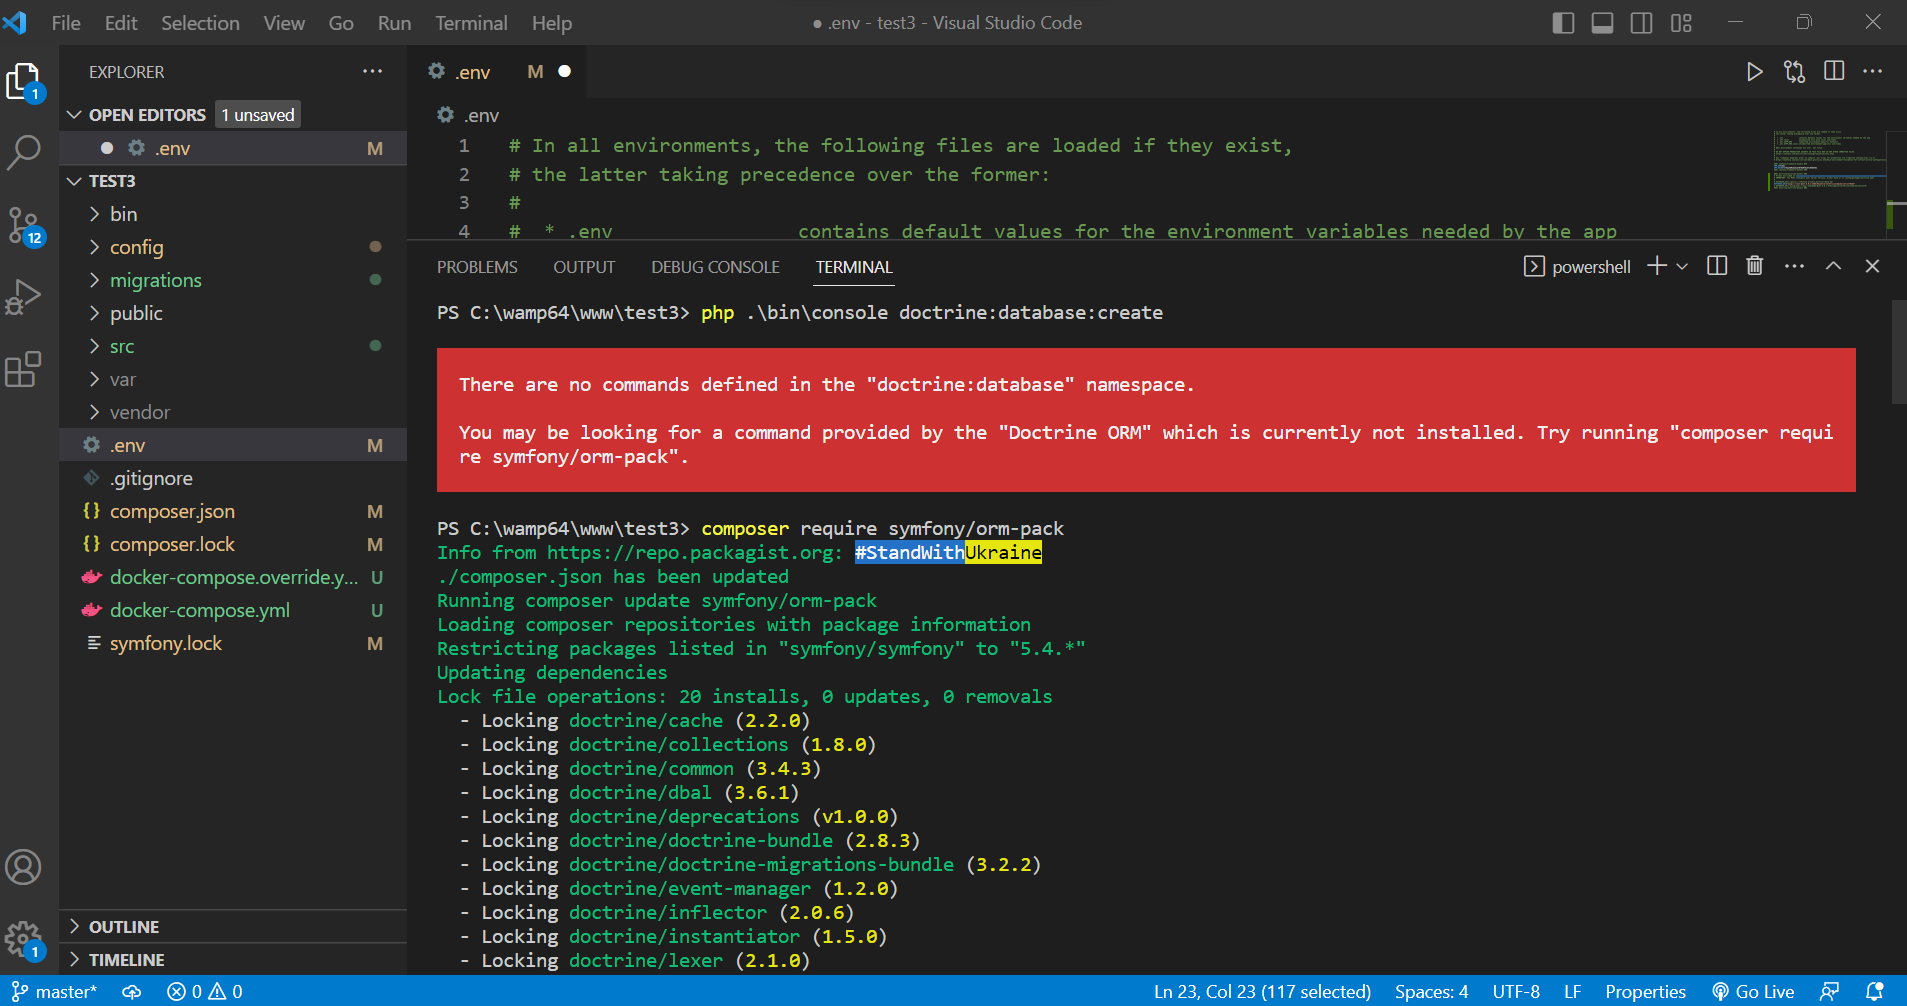 File Edit Selection View Go Run Terminal Help
● .env - test3 - Visual Studio Code
EXPLORER
OPEN EDITORS 1 unsaved
.env M
TEST3
bin
config
migrations
public
src
var
vendor
.env M
.gitignore
composer.json M
composer.lock M
docker-compose.override.y... U
docker-compose.yml U
symfony.lock M
OUTLINE
TIMELINE
1
12
1
.env M
.env
1 # In all environments, the following files are loaded if they exist,
2 # the latter taking precedence over the former:
3 #
4 # * .env contains default values for the environment variables needed by the app
PROBLEMS OUTPUT DEBUG CONSOLE TERMINAL
powershell
PS C:\wamp64\www\test3> php .\bin\console doctrine:database:create
There are no commands defined in the "doctrine:database" namespace.
You may be looking for a command provided by the "Doctrine ORM" which is currently not installed. Try running "composer requi
re symfony/orm-pack".
PS C:\wamp64\www\test3> composer require symfony/orm-pack
Info from https://repo.packagist.org: #StandWithUkraine
./composer.json has been updated
Running composer update symfony/orm-pack
Loading composer repositories with package information
Restricting packages listed in "symfony/symfony" to "5.4.*"
Updating dependencies
Lock file operations: 20 installs, 0 updates, 0 removals
- Locking doctrine/cache (2.2.0)
- Locking doctrine/collections (1.8.0)
- Locking doctrine/common (3.4.3)
- Locking doctrine/dbal (3.6.1)
- Locking doctrine/deprecations (v1.0.0)
- Locking doctrine/doctrine-bundle (2.8.3)
- Locking doctrine/doctrine-migrations-bundle (3.2.2)
- Locking doctrine/event-manager (1.2.0)
- Locking doctrine/inflector (2.0.6)
- Locking doctrine/instantiator (1.5.0)
- Locking doctrine/lexer (2.1.0)
master* 0 0 Ln 23, Col 23 (117 selected) Spaces: 4 UTF-8 LF Properties Go Live